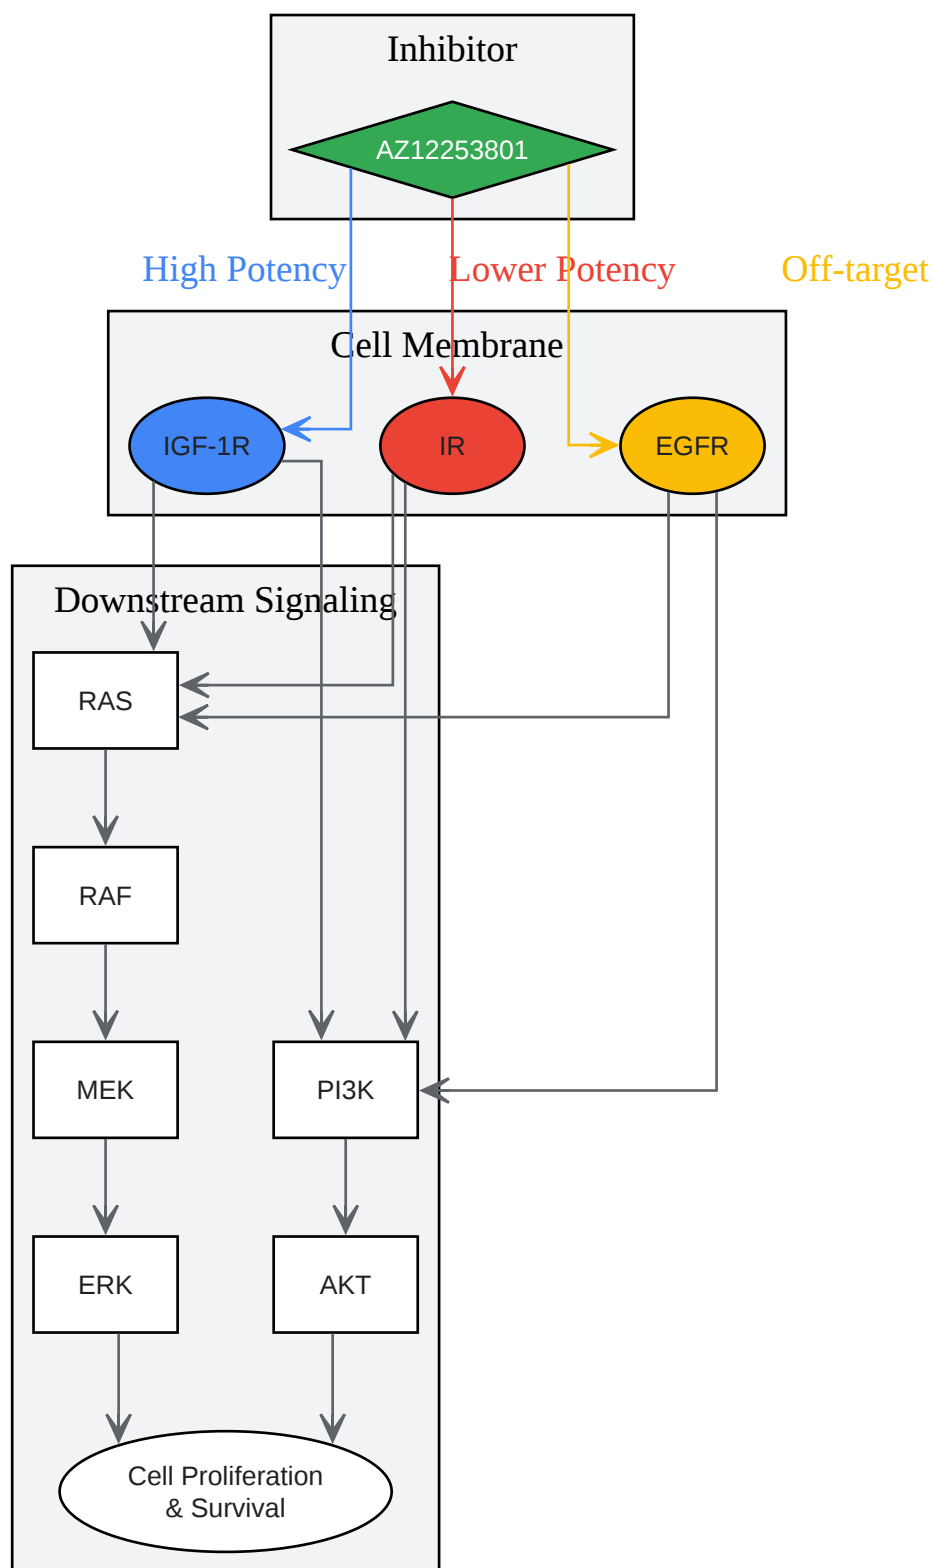 Inhibitor
AZ12253801
High Potency
Lower Potency
Off-target
Cell Membrane
IGF-1R
IR
EGFR
Downstream Signaling
RAS
RAF
MEK
PI3K
ERK
AKT
Cell Proliferation
& Survival